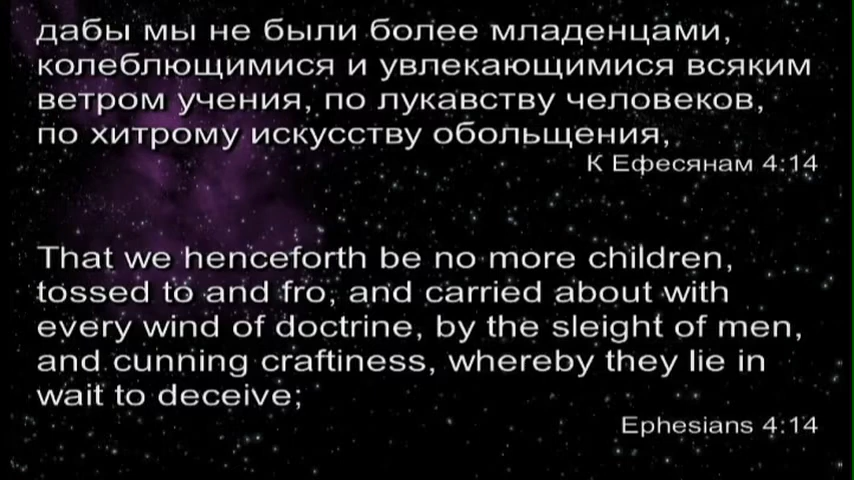 дабы мы не были более младенцами,
колеблющимися и увлекающимися всяким
ветром учения, по лукавству человеков,
по хитрому искусству обольщения,
К Ефесянам 4:14
That we henceforth be no more children,
tossed to and fro, and carried about with
every wind of doctrine, by the sleight of men,
and cunning craftiness, whereby they lie in
wait to deceive;
Ephesians 4:14